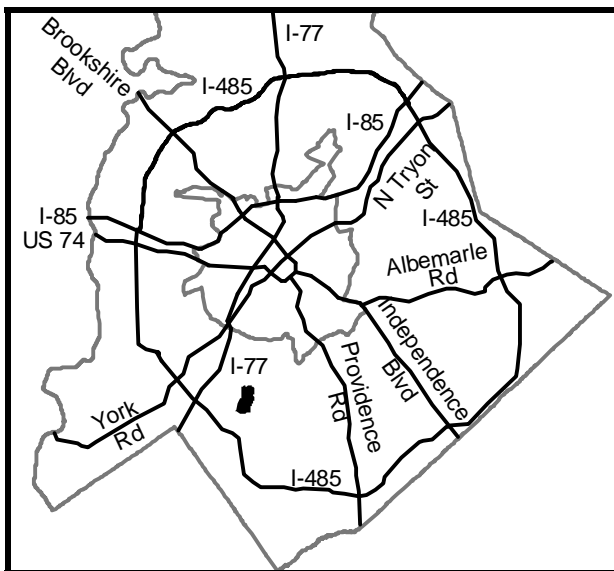 I-77
Brookshire
Blvd
I-485
I-85
N Tryon
St
I-85
US 74
I-485
Albemarle
Rd
Independence
Blvd
Providence
Rd
I-77
York
Rd
I-485